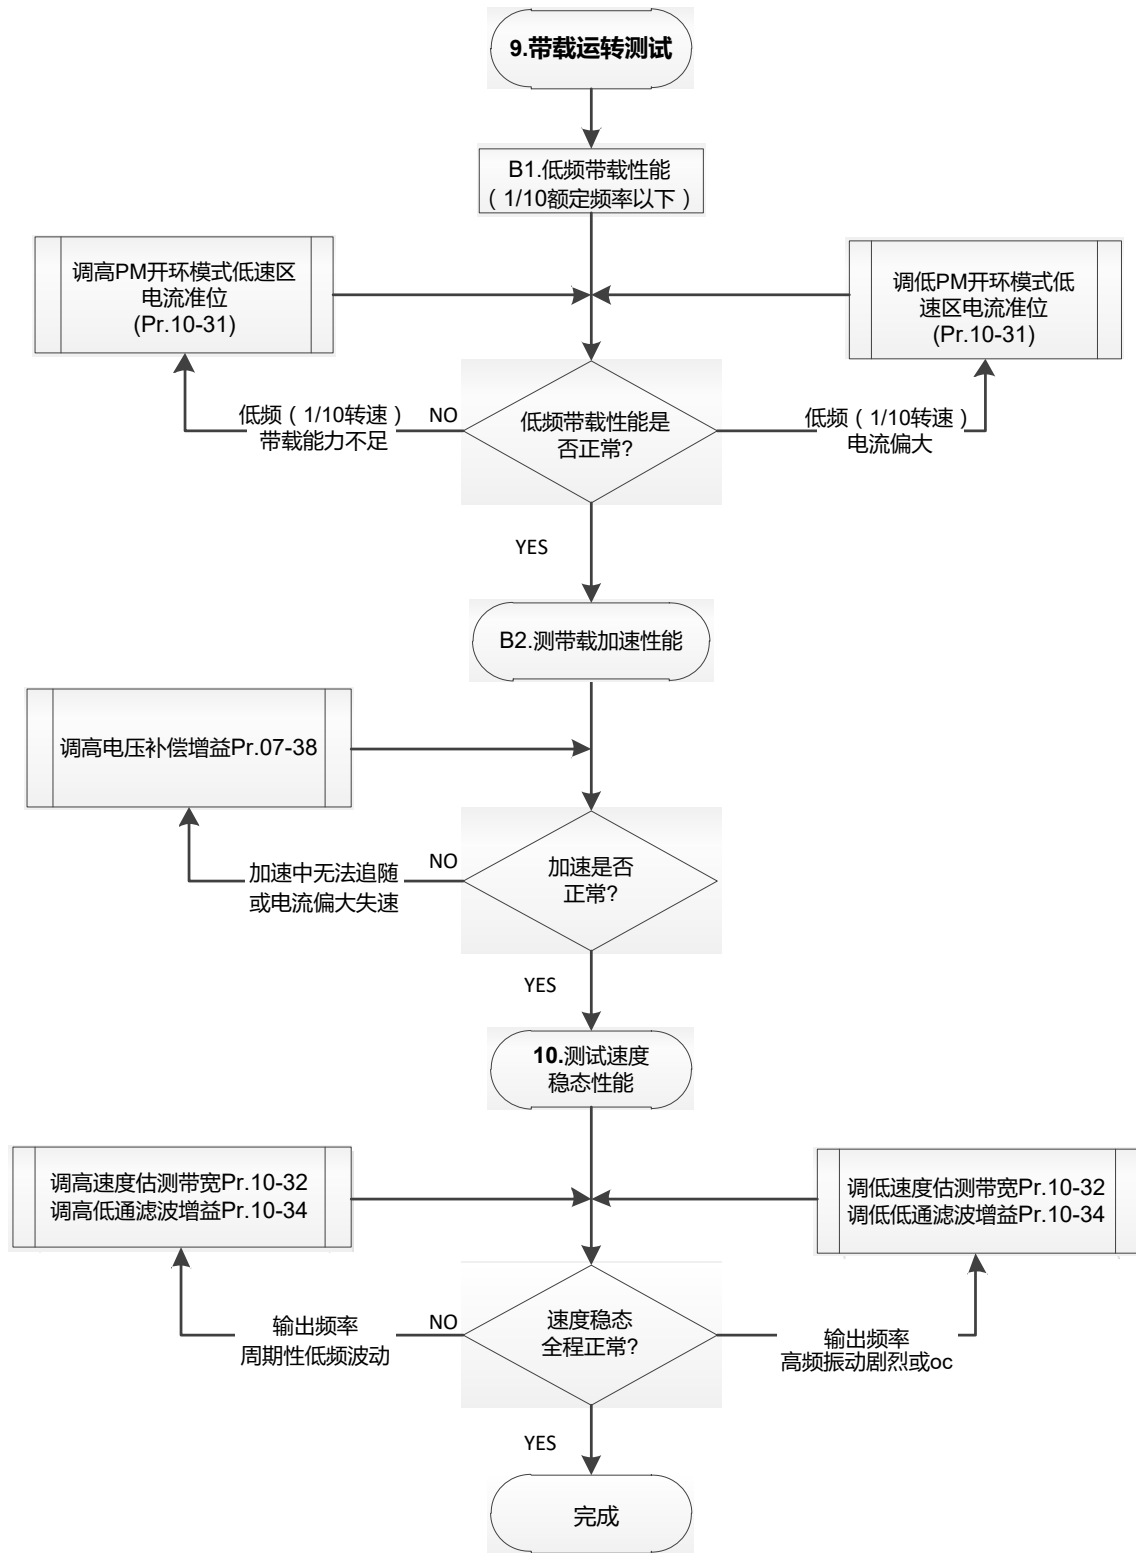 9.带载运转测试
B1.低频带载性能
（1/10额定频率以下）
调高PM开环模式低速区
电流准位
(Pr.10-31)
调低PM开环模式低
速区电流准位
(Pr.10-31)
低频（1/10转速）
带载能力不足
NO
低频带载性能是
否正常?
低频（1/10转速）
电流偏大
YES
B2.测带载加速性能
调高电压补偿增益Pr.07-38
加速中无法追随
或电流偏大失速
NO
加速是否
正常?
YES
10.测试速度
稳态性能
调高速度估测带宽Pr.10-32
调高低通滤波增益Pr.10-34
调低速度估测带宽Pr.10-32
调低低通滤波增益Pr.10-34
输出频率
周期性低频波动
NO
速度稳态
全程正常?
输出频率
高频振动剧烈或oc
YES
完成